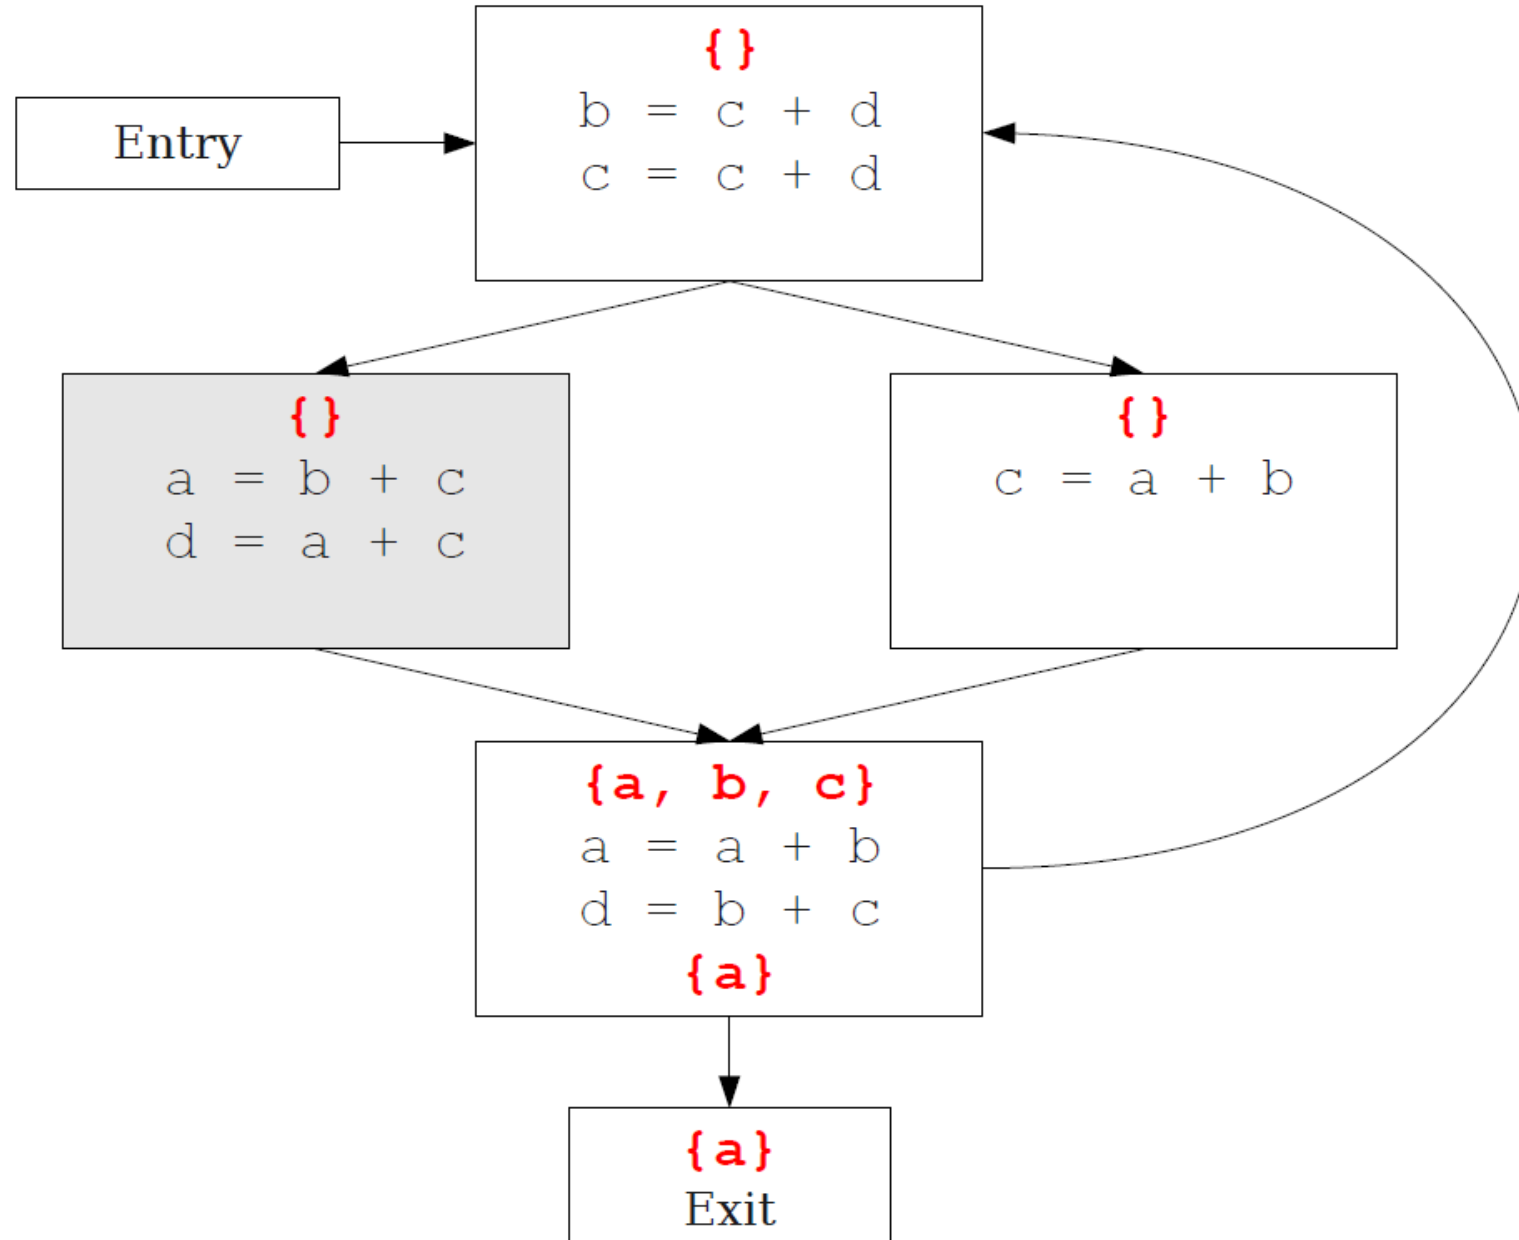 {}
b = c + d
c = c + d
Entry
{}
a = b + c
d = a + c
{}
c = a + b
{a, b, c}
a = a + b
d = b + c
{a}
{a}
Exit